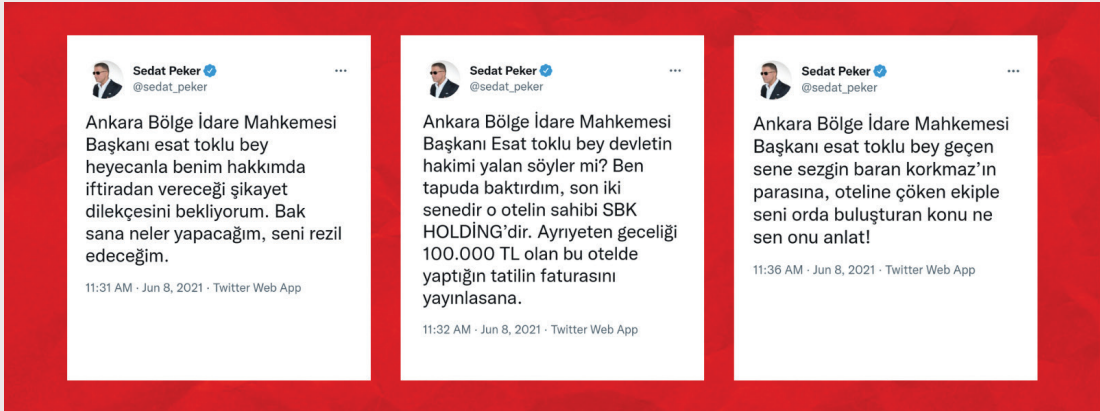 Sedat Peker
@sedat_peker
Ankara Bölge İdare Mahkemesi
Başkanı esat toklu bey
heyecanla benim hakkımda
iftiradan vereceği şikayet
dilekçesini bekliyorum. Bak
sana neler yapacağım, seni rezil
edeceğim.
11:31 AM · Jun 8, 2021 · Twitter Web App
Sedat Peker
@sedat_peker
Ankara Bölge İdare Mahkemesi
Başkanı Esat toklu bey devletin
hakimi yalan söyler mi? Ben
tapuda baktırdım, son iki
senedir o otelin sahibi SBK
HOLDİNG’dir. Ayrıyeten geceliği
100.000 TL olan bu otelde
yaptığın tatilin faturasını
yayınlasana.
11:32 AM · Jun 8, 2021 · Twitter Web App
Sedat Peker
@sedat_peker
Ankara Bölge İdare Mahkemesi
Başkanı esat toklu bey geçen
sene sezgin baran korkmaz’ın
parasına, oteline çöken ekiple
seni orda buluşturan konu ne
sen onu anlat!
11:36 AM · Jun 8, 2021 · Twitter Web App